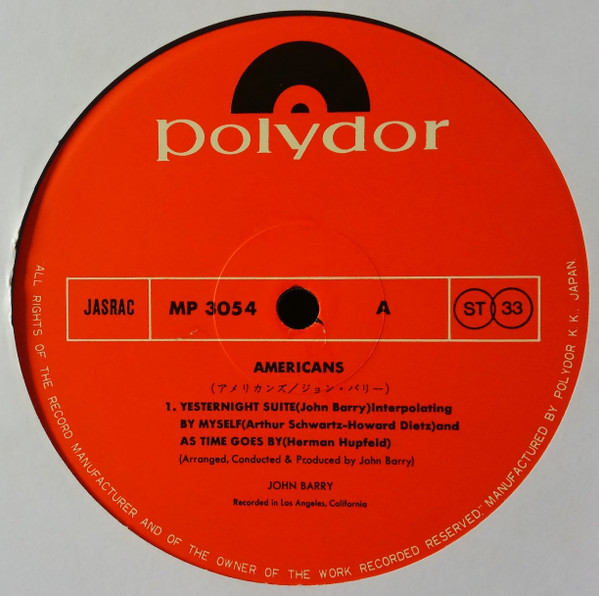 polydor
JASRAC MP 3054 A ST 33
AMERICANS
(アメリカンズ/ジョン・バリー)
1. YESTERNIGHT SUITE(John Barry)Interpolating
BY MYSELF(Arthur Schwartz-Howard Dietz)and
AS TIME GOES BY(Herman Hupfeld)
(Arranged, Conducted & Produced by John Barry)
JOHN BARRY
Recorded in Los Angeles, California
"ALL RIGHTS OF THE RECORD MANUFACTURER AND OF THE OWNER OF THE WORK RECORDED RESERVED." MANUFACTURED BY POLYDOR K.K., JAPAN